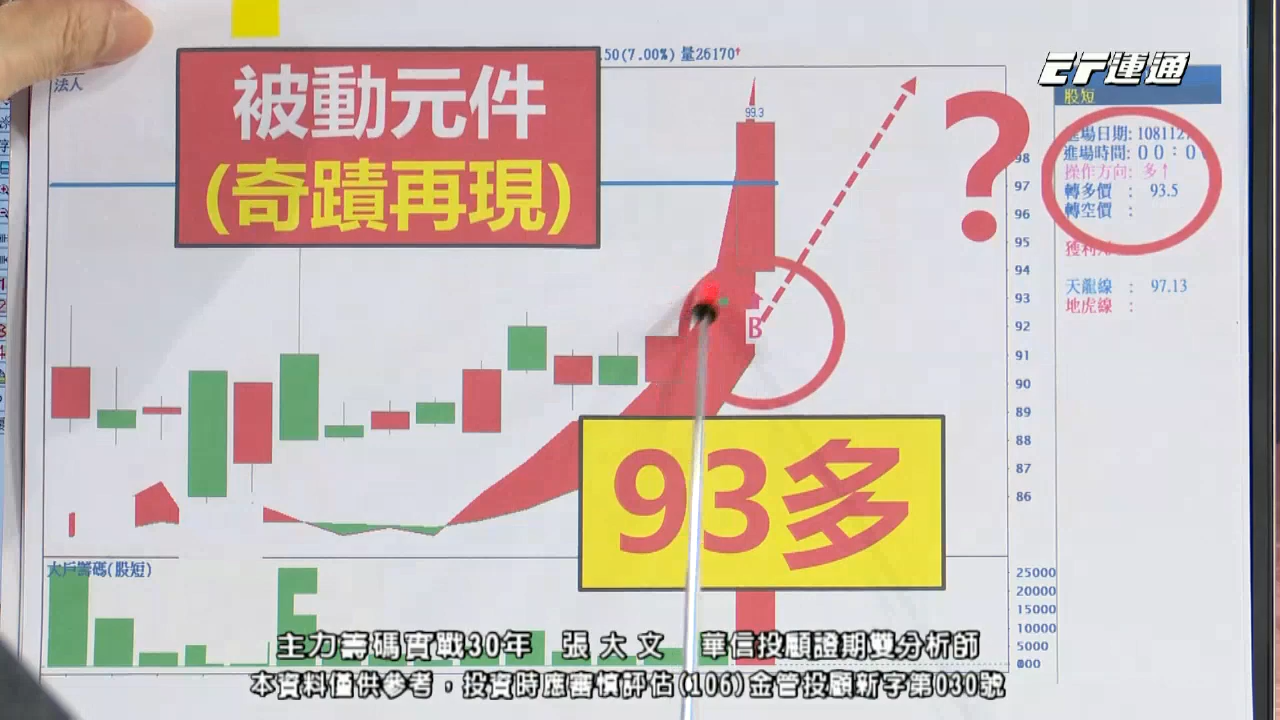 .50(7.00%) 量26170↑
法人
被動元件
(奇蹟再現)
99.3
?
EF運通
股短
進場日期: 108112
進場時間: 00:0
操作方向: 多↑
轉多價 : 93.5
轉空價 :
獲利
天龍線 : 97.13
地虎線 :
98
97
96
95
94
93
92
91
90
89
88
87
86
B
93多
大戶籌碼(股短)
25000
20000
15000
10000
5000
主力籌碼實戰30年 張大文 華信投顧證期雙分析師
本資料僅供參考，投資時應審慎評估(106)金管投顧新字第030號